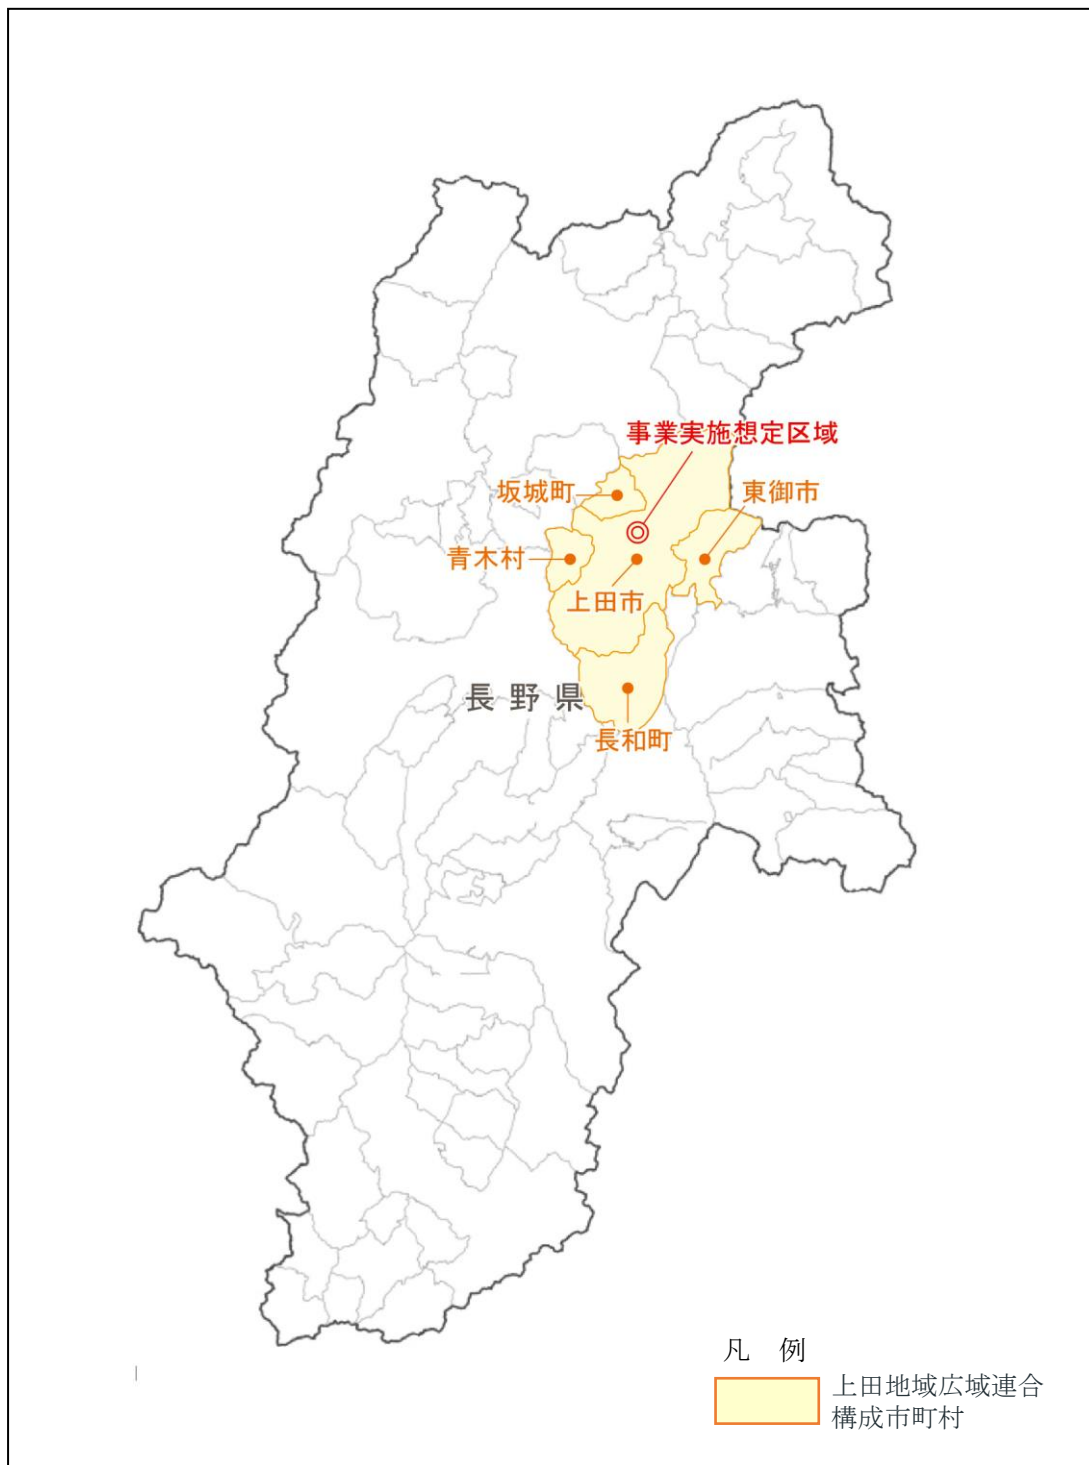 事業実施想定区域
坂城町
東御市
青木村
上田市
長野県
長和町
凡 例
上田地域広域連合
構成市町村